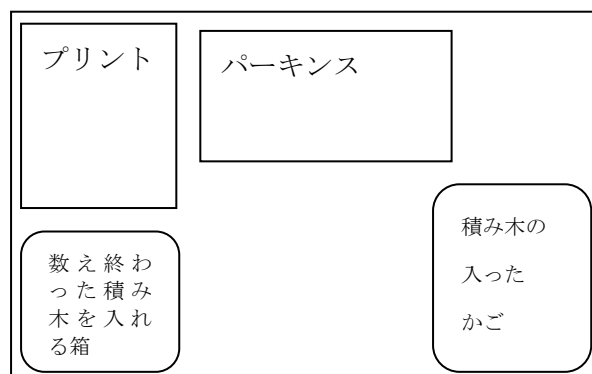 プリント
パーキンス
積み木の
入った
かご
数え終わ
った積み
木を入れ
る箱